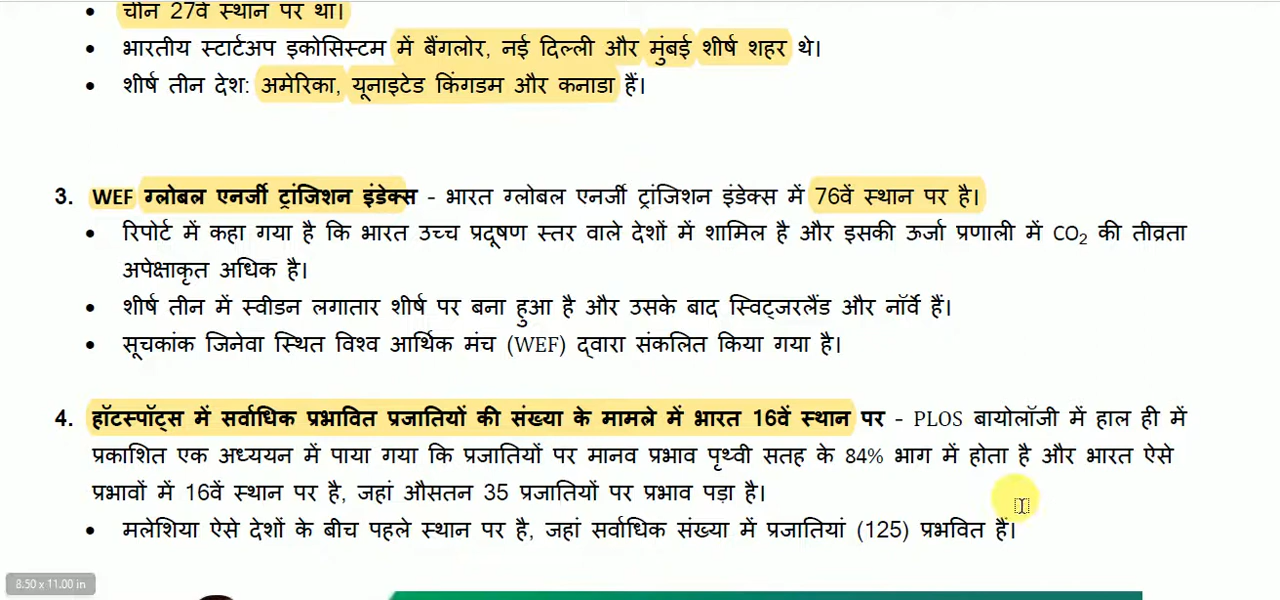 • चीन 27वें स्थान पर था।
• भारतीय स्टार्टअप इकोसिस्टम में बैंगलोर, नई दिल्ली और मुंबई शीर्ष शहर थे।
• शीर्ष तीन देश: अमेरिका, यूनाइटेड किंगडम और कनाडा हैं।
3. WEF ग्लोबल एनर्जी ट्रांजिशन इंडेक्स - भारत ग्लोबल एनर्जी ट्रांजिशन इंडेक्स में 76वें स्थान पर है।
• रिपोर्ट में कहा गया है कि भारत उच्च प्रदूषण स्तर वाले देशों में शामिल है और इसकी ऊर्जा प्रणाली में CO₂ की तीव्रता
अपेक्षाकृत अधिक है।
• शीर्ष तीन में स्वीडन लगातार शीर्ष पर बना हुआ है और उसके बाद स्विट्जरलैंड और नॉर्वे हैं।
• सूचकांक जिनेवा स्थित विश्व आर्थिक मंच (WEF) द्वारा संकलित किया गया है।
4. हॉटस्पॉट्स में सर्वाधिक प्रभावित प्रजातियों की संख्या के मामले में भारत 16वें स्थान पर - PLOS बायोलॉजी में हाल ही में
प्रकाशित एक अध्ययन में पाया गया कि प्रजातियों पर मानव प्रभाव पृथ्वी सतह के 84% भाग में होता है और भारत ऐसे
प्रभावों में 16वें स्थान पर है, जहां औसतन 35 प्रजातियों पर प्रभाव पड़ा है।
• मलेशिया ऐसे देशों के बीच पहले स्थान पर है, जहां सर्वाधिक संख्या में प्रजातियां (125) प्रभवित हैं।
8.50 x 11.00 in